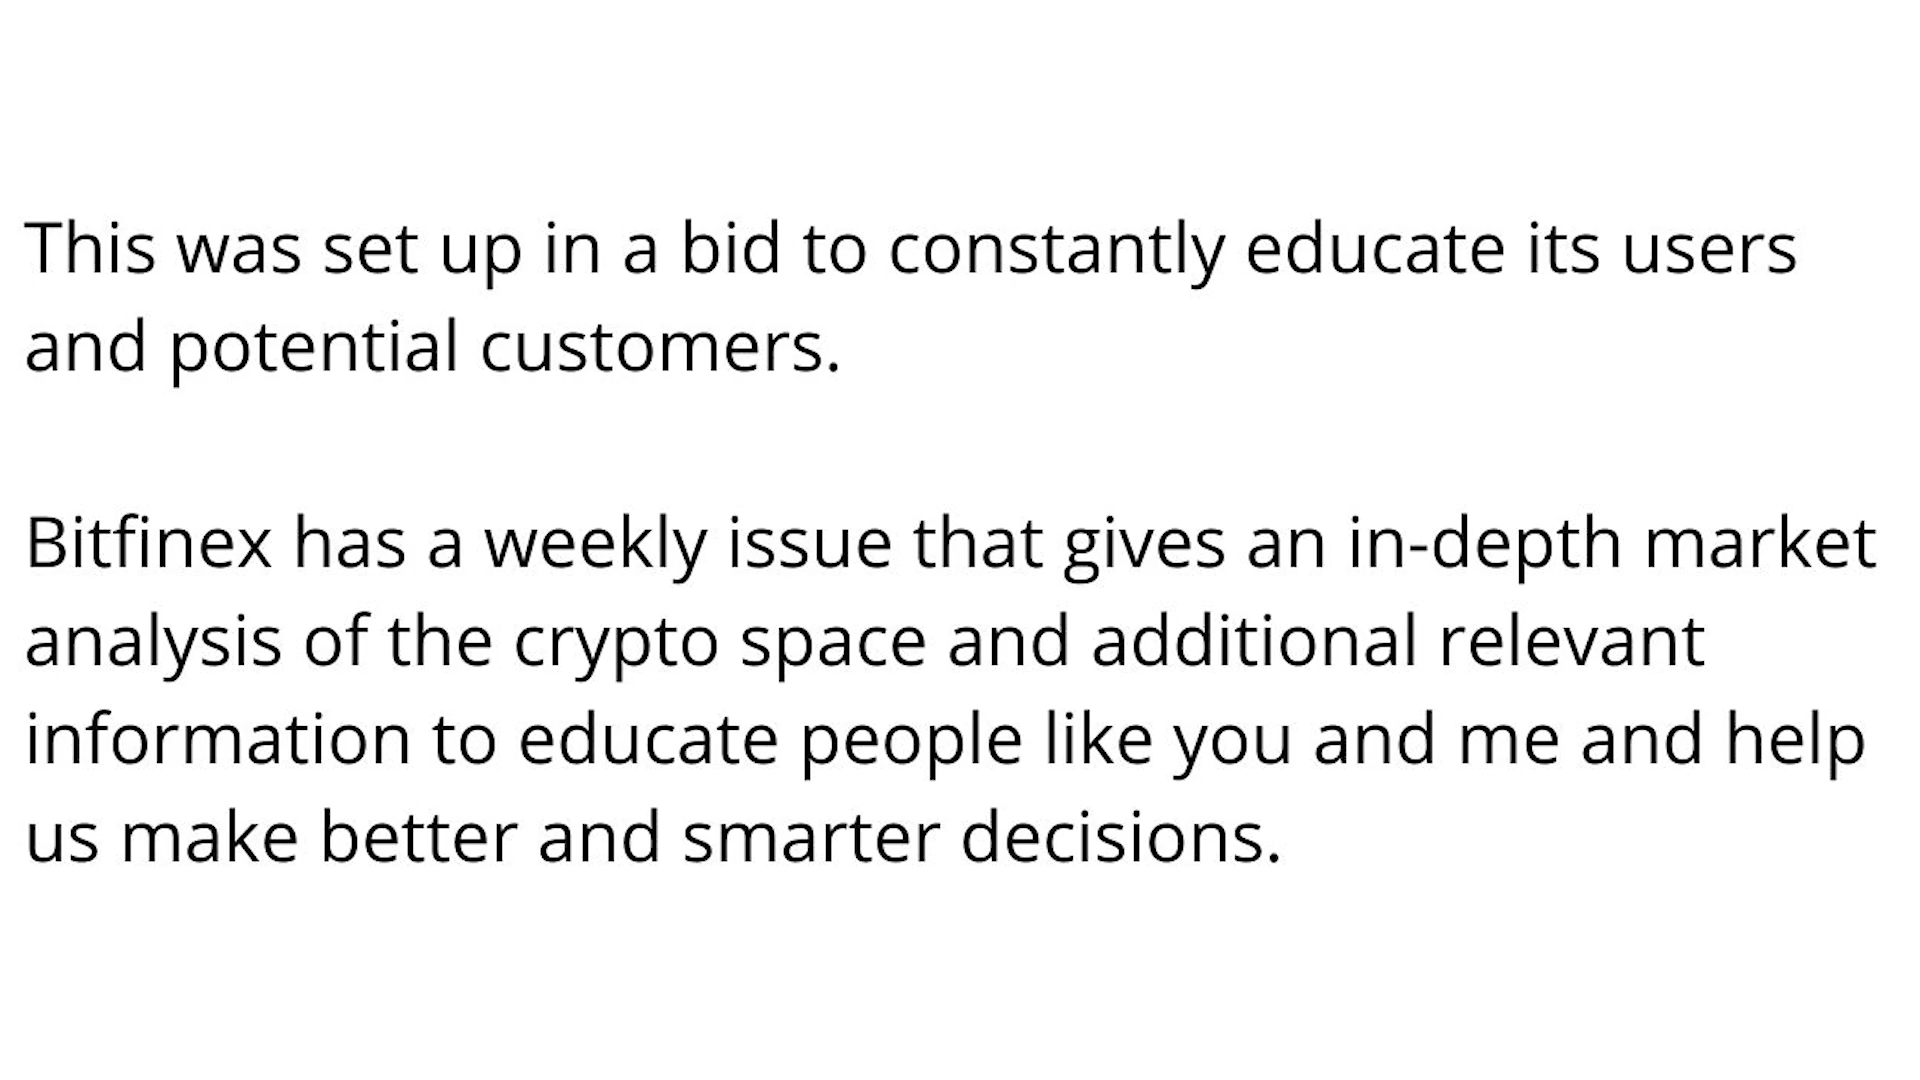 This was set up in a bid to constantly educate its users
and potential customers.
Bitfinex has a weekly issue that gives an in-depth market
analysis of the crypto space and additional relevant
information to educate people like you and me and help
us make better and smarter decisions.